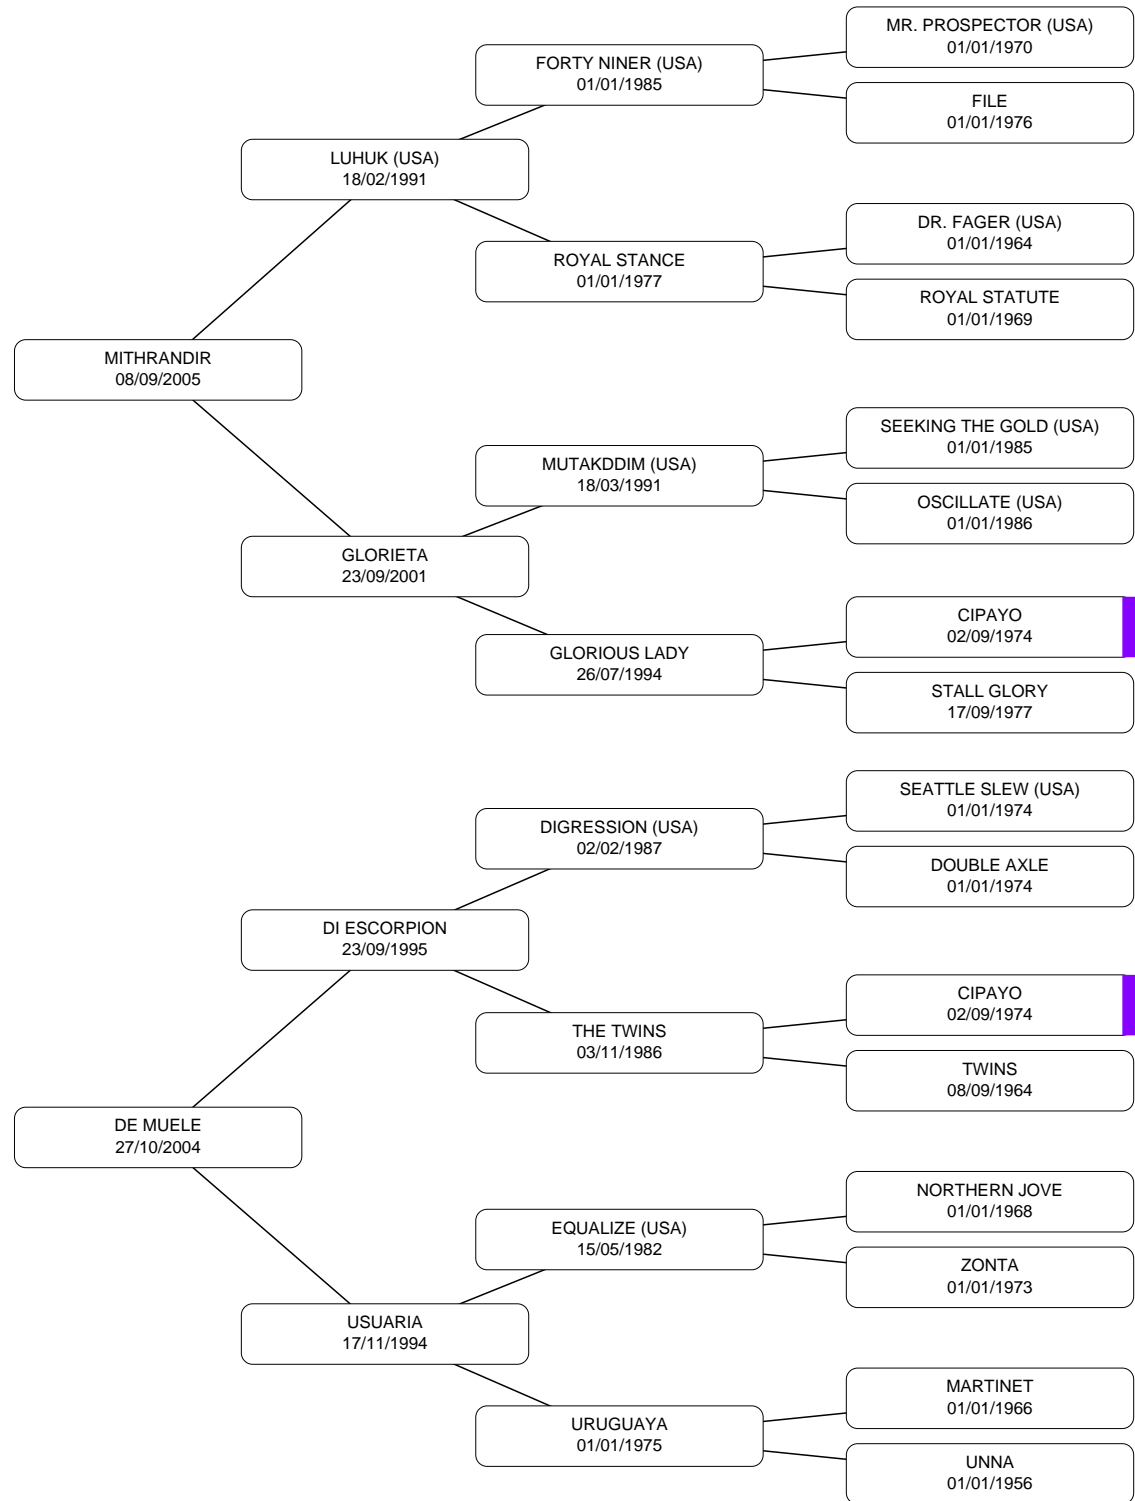 MR. PROSPECTOR (USA)
01/01/1970
FORTY NINER (USA)
01/01/1985
FILE
01/01/1976
LUHUK (USA)
18/02/1991
DR. FAGER (USA)
01/01/1964
ROYAL STANCE
01/01/1977
ROYAL STATUTE
01/01/1969
MITHRANDIR
08/09/2005
SEEKING THE GOLD (USA)
01/01/1985
MUTAKDDIM (USA)
18/03/1991
OSCILLATE (USA)
01/01/1986
GLORIETA
23/09/2001
CIPAYO
02/09/1974
GLORIOUS LADY
26/07/1994
STALL GLORY
17/09/1977
SEATTLE SLEW (USA)
01/01/1974
DIGRESSION (USA)
02/02/1987
DOUBLE AXLE
01/01/1974
DI ESCORPION
23/09/1995
CIPAYO
02/09/1974
THE TWINS
03/11/1986
TWINS
08/09/1964
DE MUELE
27/10/2004
NORTHERN JOVE
01/01/1968
EQUALIZE (USA)
15/05/1982
ZONTA
01/01/1973
USUARIA
17/11/1994
MARTINET
01/01/1966
URUGUAYA
01/01/1975
UNNA
01/01/1956